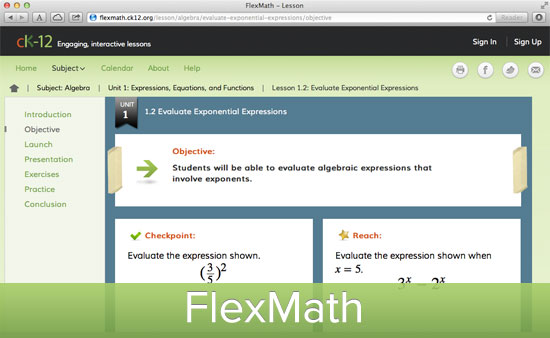 FlexMath – Lesson
flexmath.ck12.org/lesson/algebra/evaluate-exponential-expressions/objective
Reader
cK-12 Engaging, interactive lessons
Sign In | Sign Up
Home Subject Calendar About Help
Subject: Algebra \ Unit 1: Expressions, Equations, and Functions \ Lesson 1.2: Evaluate Exponential Expressions
Introduction
Objective
Launch
Presentation
Exercises
Practice
Conclusion
UNIT
1
1.2 Evaluate Exponential Expressions
Objective:
Students will be able to evaluate algebraic expressions that
involve exponents.
Checkpoint:
Evaluate the expression shown.
(3/5)²
Reach:
Evaluate the expression shown when
x = 5.
3ˣ − 2ˣ
FlexMath